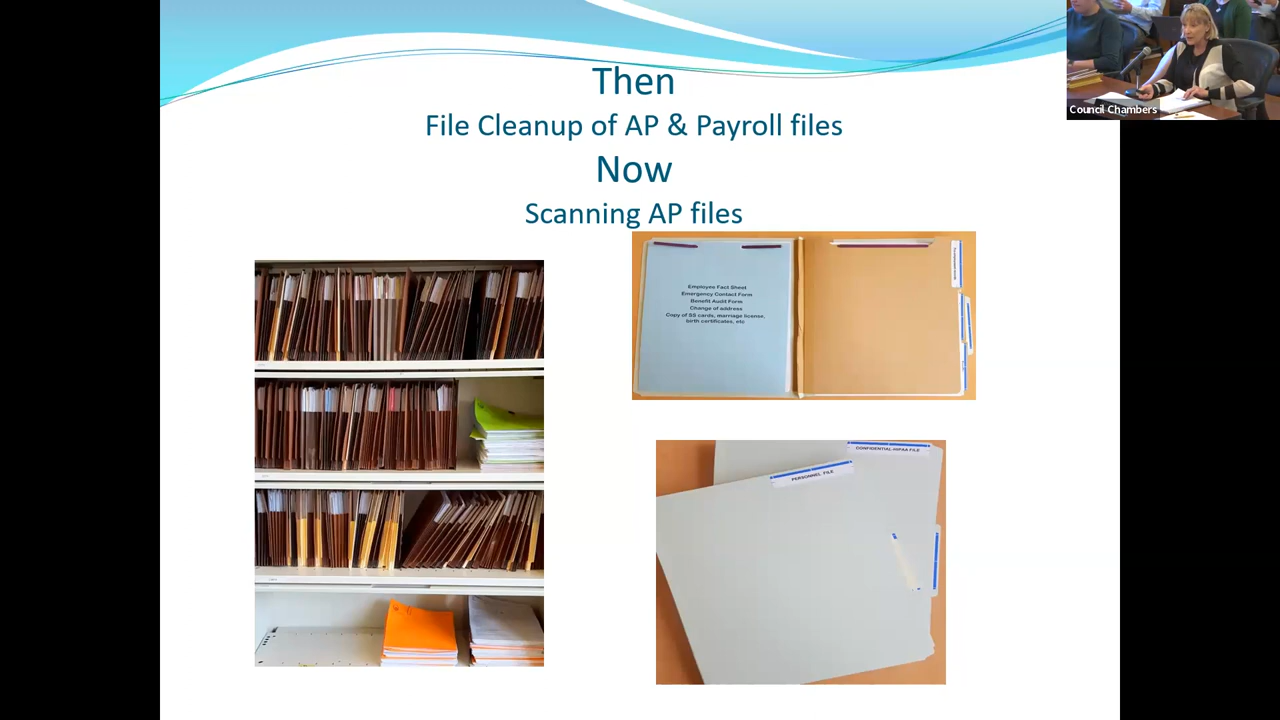 Then
File Cleanup of AP & Payroll files
Now
Scanning AP files
Council Chambers
Employee Fact Sheet
Emergency Contact Form
Benefit Audit Form
Change of address
Copy of SS cards, marriage license,
birth certificates, etc
CONFIDENTIAL-HIPAA FILE
PERSONNEL FILE